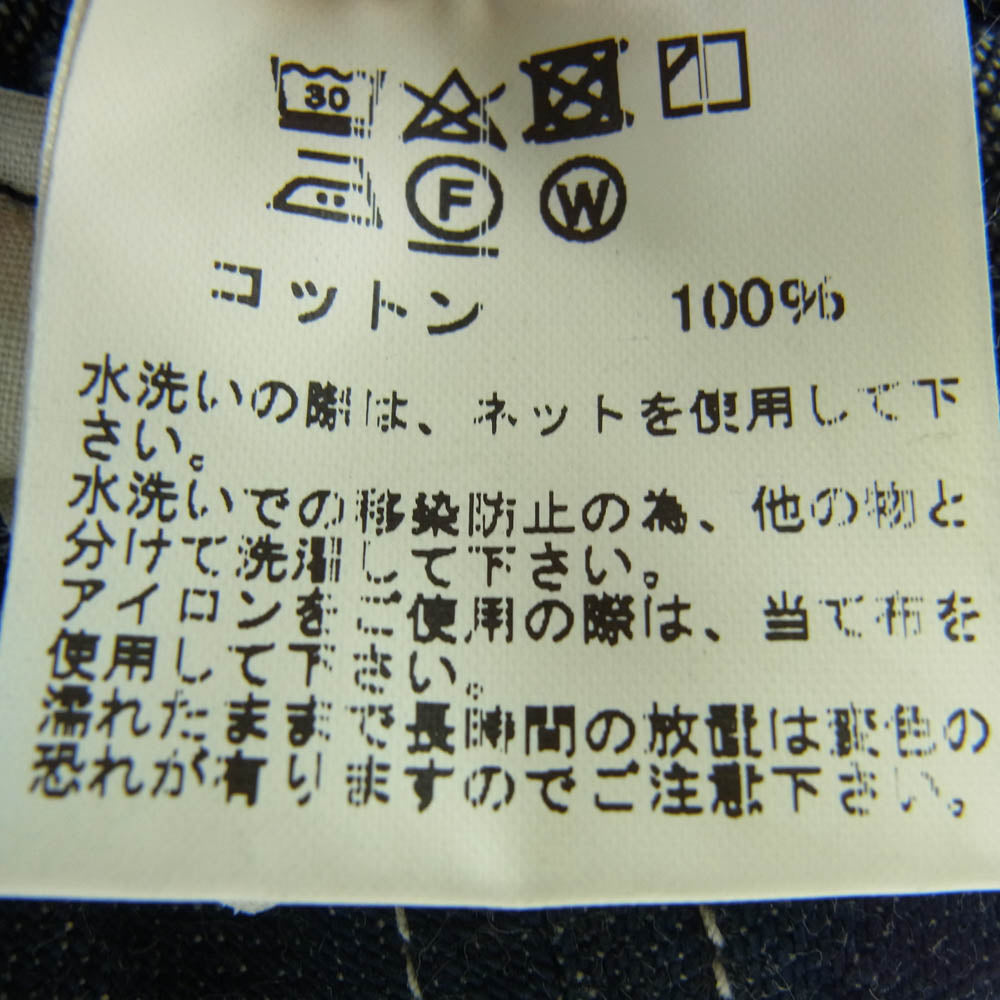 30
F W
コットン 100%
水洗いの際は、ネットを使用して下
さい。
水洗いでの移染防止の為、他の物と
分けて洗濯して下さい。
アイロンをご使用の際は、当て布を
使用して下さい。
濡れたままで長時間の放置は変色の
恐れが有りますのでご注意下さい。